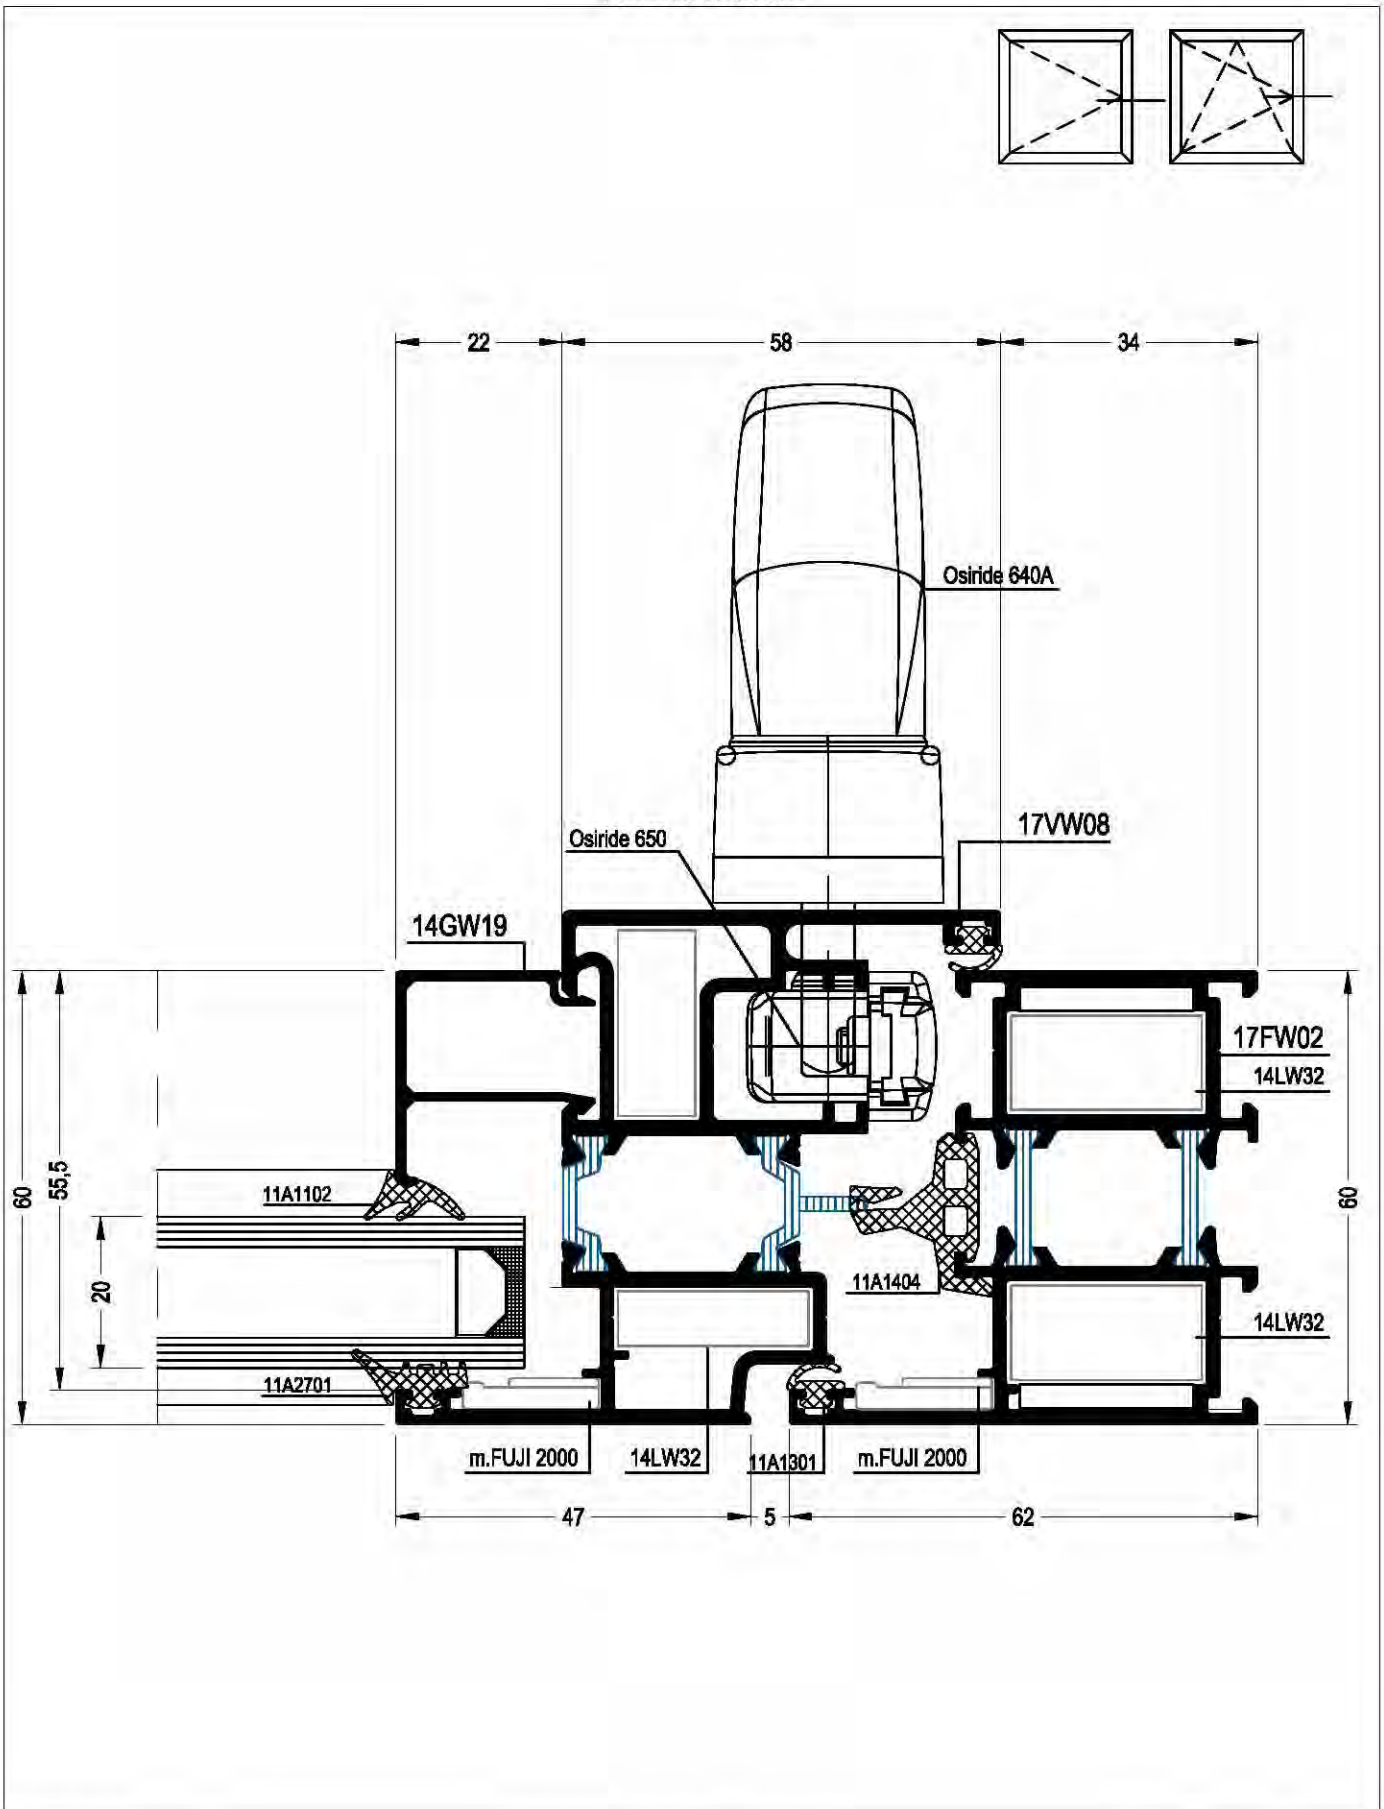 22
58
34
Osiride 640A
17VW08
Osiride 650
14GW19
17FW02
14LW32
60
55,5
11A1102
60
20
11A1404
14LW32
11A2701
m.FUJI 2000
14LW32
11A1301
m.FUJI 2000
47
5
62